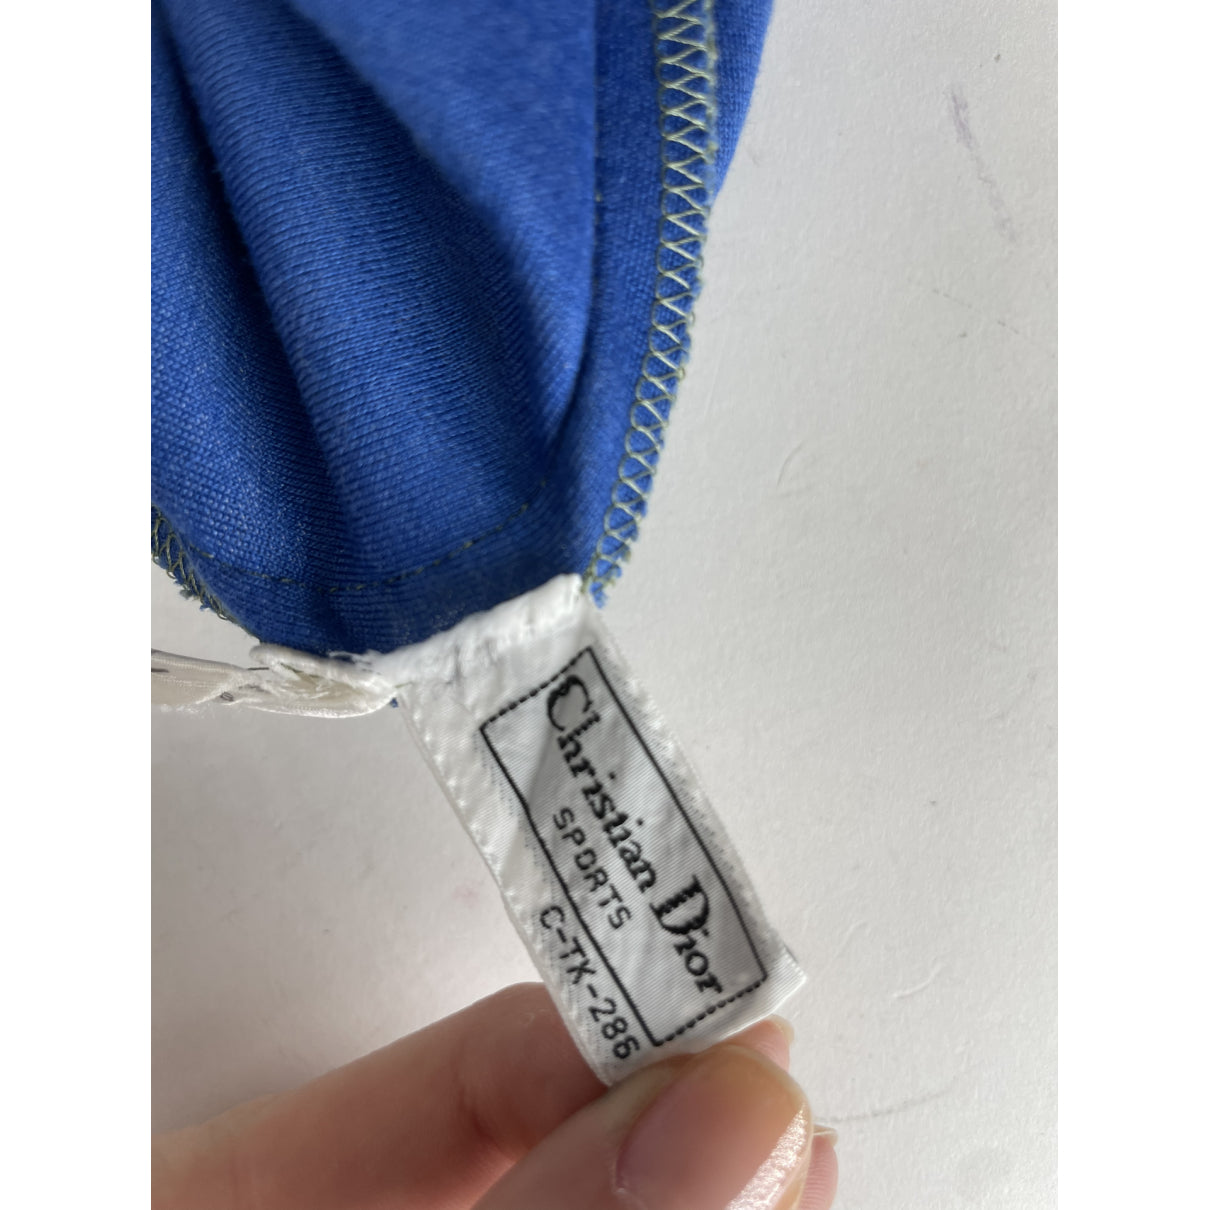 Christian Dior
SPORTS
C-TK-286